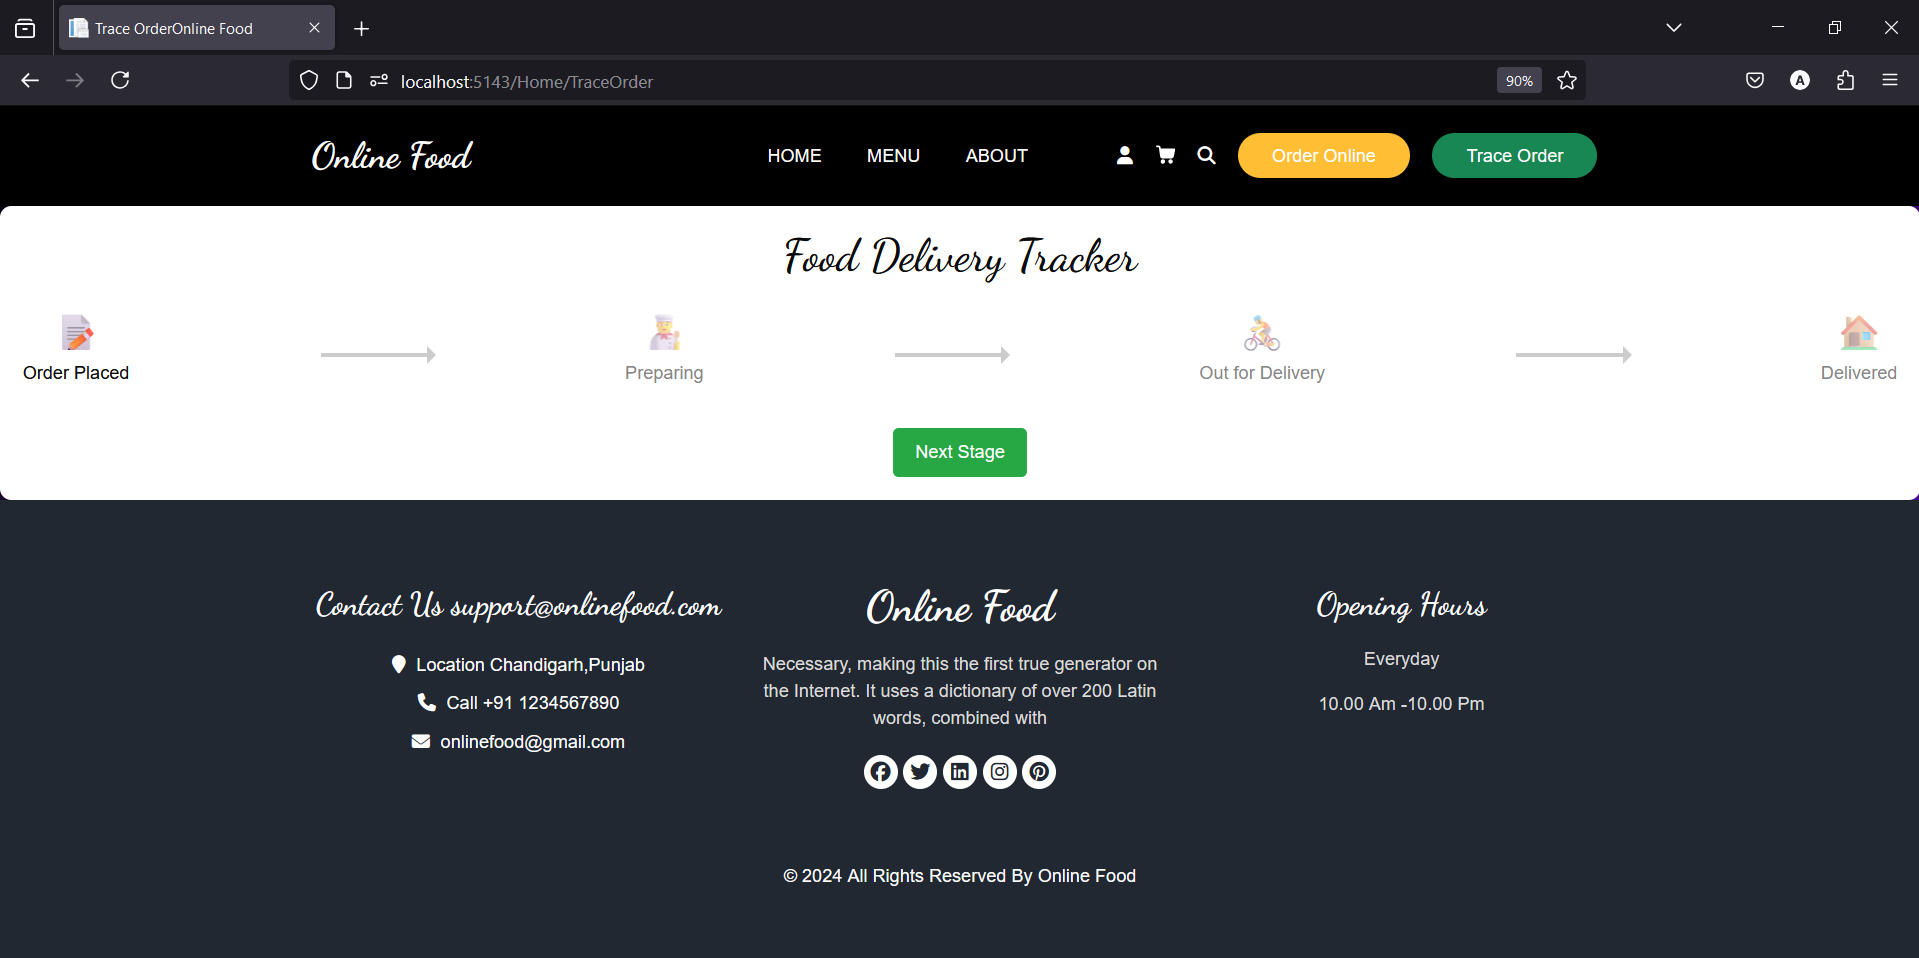 Trace OrderOnline Food
localhost:5143/Home/TraceOrder
90%
A
Online Food
HOME
MENU
ABOUT
Order Online
Trace Order
Food Delivery Tracker
Order Placed
Preparing
Out for Delivery
Delivered
Next Stage
Contact Us support@onlinefood.com
Location Chandigarh,Punjab
Call +91 1234567890
onlinefood@gmail.com
Online Food
Necessary, making this the first true generator on
the Internet. It uses a dictionary of over 200 Latin
words, combined with
Opening Hours
Everyday
10.00 Am -10.00 Pm
© 2024 All Rights Reserved By Online Food